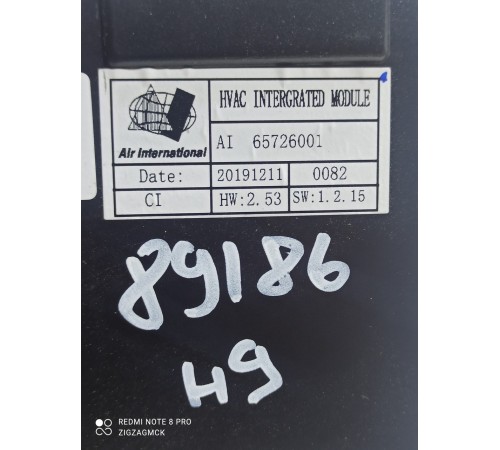 HVAC INTERGRATED MODULE
Air International
AI 65726001
Date: 20191211 0082
CI HW:2.53 SW:1.2.15
89186
H9
REDMI NOTE 8 PRO
ZIGZAGMCK